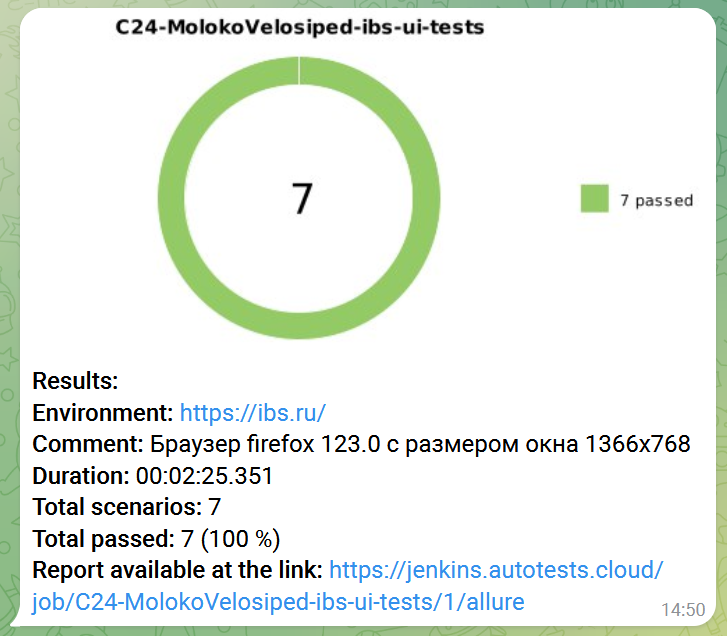 C24-MolokoVelosiped-ibs-ui-tests
7
7 passed
Results:
Environment: https://ibs.ru/
Comment: Браузер firefox 123.0 с размером окна 1366x768
Duration: 00:02:25.351
Total scenarios: 7
Total passed: 7 (100 %)
Report available at the link: https://jenkins.autotests.cloud/
job/C24-MolokoVelosiped-ibs-ui-tests/1/allure
14:50